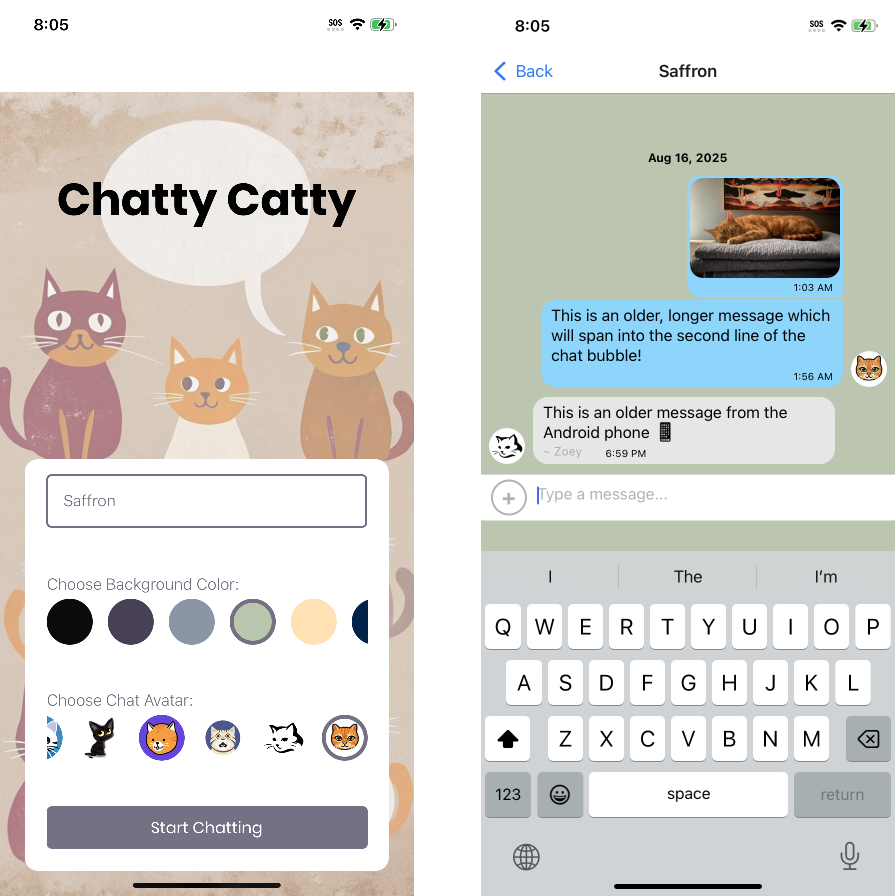 8:05
SOS
Chatty Catty
Saffron
Choose Background Color:
Choose Chat Avatar:
Start Chatting
8:05
SOS
Back
Saffron
Aug 16, 2025
1:03 AM
This is an older, longer message which
will span into the second line of the
chat bubble!
1:56 AM
This is an older message from the
Android phone 📱
~ Zoey 6:59 PM
+
Type a message...
I The I'm
Q W E R T Y U I O P
A S D F G H J K L
Z X C V B N M
123 space return